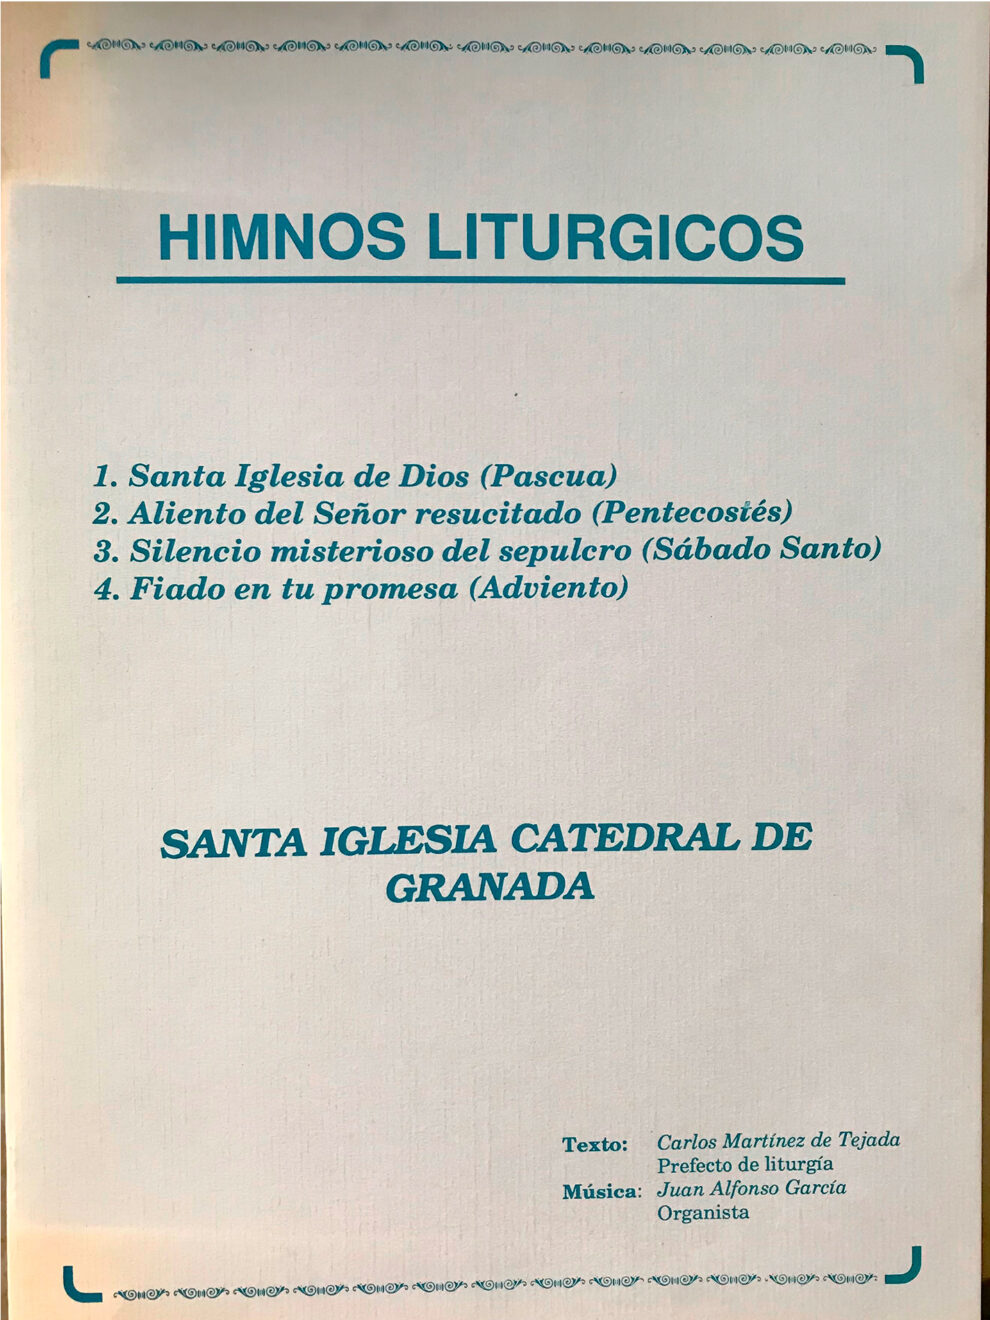 HIMNOS LITURGICOS
1. Santa Iglesia de Dios (Pascua)
2. Aliento del Señor resucitado (Pentecostés)
3. Silencio misterioso del sepulcro (Sábado Santo)
4. Fiado en tu promesa (Adviento)
SANTA IGLESIA CATEDRAL DE
GRANADA
Texto: Carlos Martínez de Tejada
Prefecto de liturgía
Música: Juan Alfonso García
Organista